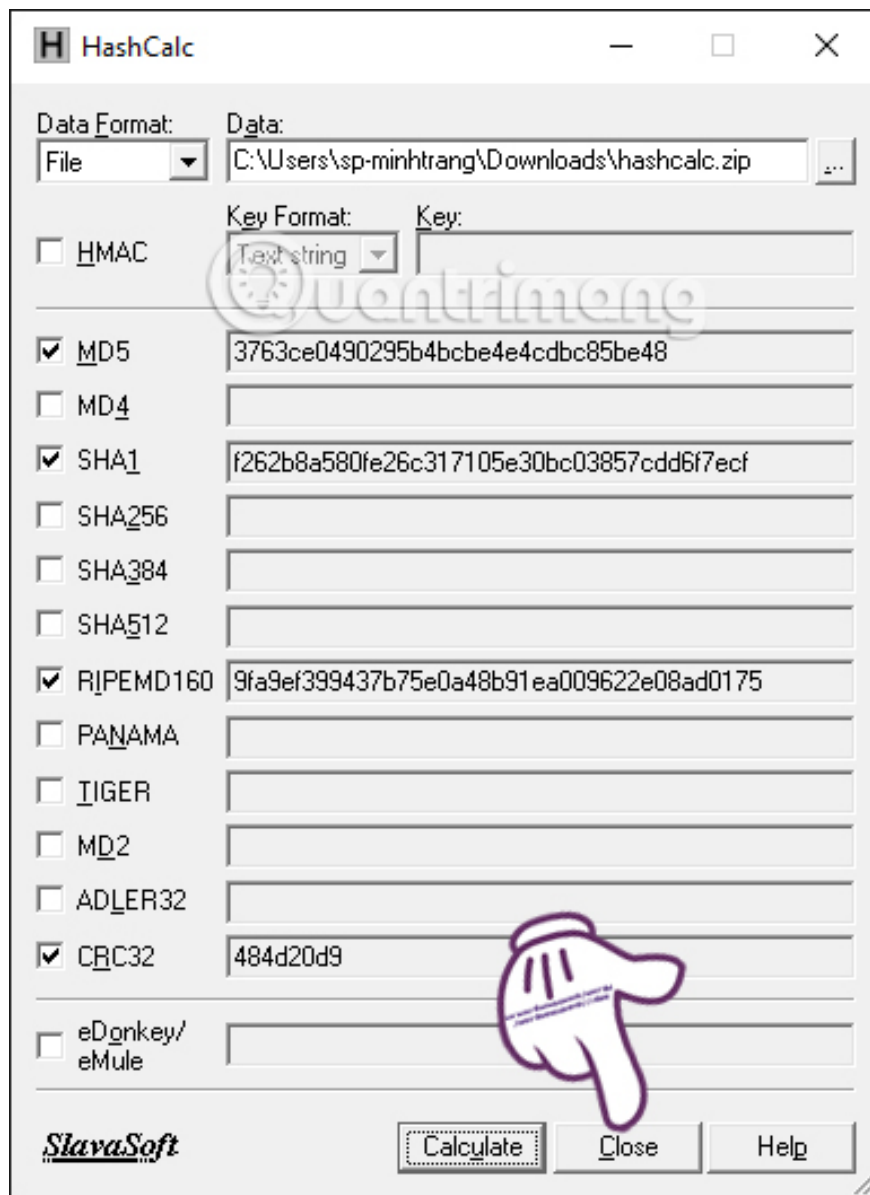 HashCalc
Data Format: Data:
File C:\Users\sp-minhtrang\Downloads\hashcalc.zip ...
Key Format: Key:
HMAC Text string
Quantrimang
MD5 3763ce0490295b4bcbe4e4cdbc85be48
MD4
SHA1 f262b8a580fe26c317105e30bc03857cdd6f7ecf
SHA256
SHA384
SHA512
RIPEMD160 9fa9ef399437b75e0a48b91ea009622e08ad0175
PANAMA
TIGER
MD2
ADLER32
CRC32 484d20d9
eDonkey/
eMule
SlavaSoft Calculate Close Help